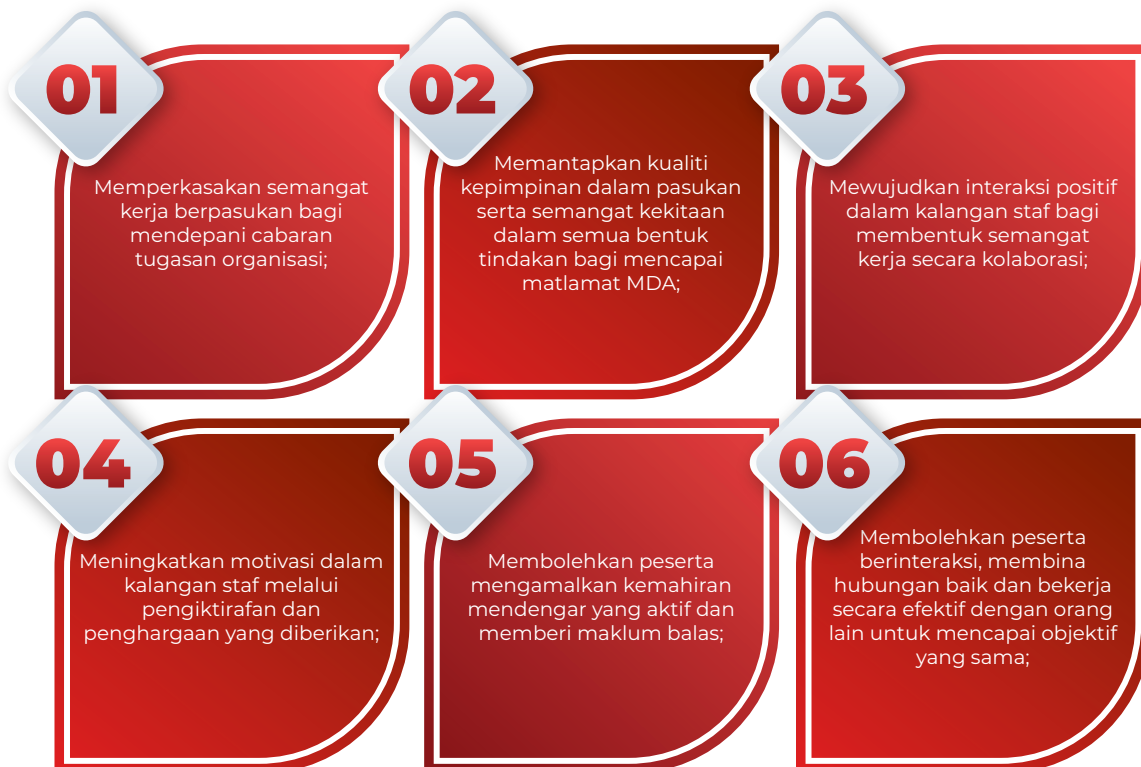 01
Memperkasakan semangat
kerja berpasukan bagi
mendepani cabaran
tugasan organisasi;
02
Memantapkan kualiti
kepimpinan dalam pasukan
serta semangat kekitaan
dalam semua bentuk
tindakan bagi mencapai
matlamat MDA;
03
Mewujudkan interaksi positif
dalam kalangan staf bagi
membentuk semangat
kerja secara kolaborasi;
04
Meningkatkan motivasi dalam
kalangan staf melalui
pengiktirafan dan
penghargaan yang diberikan;
05
Membolehkan peserta
mengamalkan kemahiran
mendengar yang aktif dan
memberi maklum balas;
06
Membolehkan peserta
berinteraksi, membina
hubungan baik dan bekerja
secara efektif dengan orang
lain untuk mencapai objektif
yang sama;